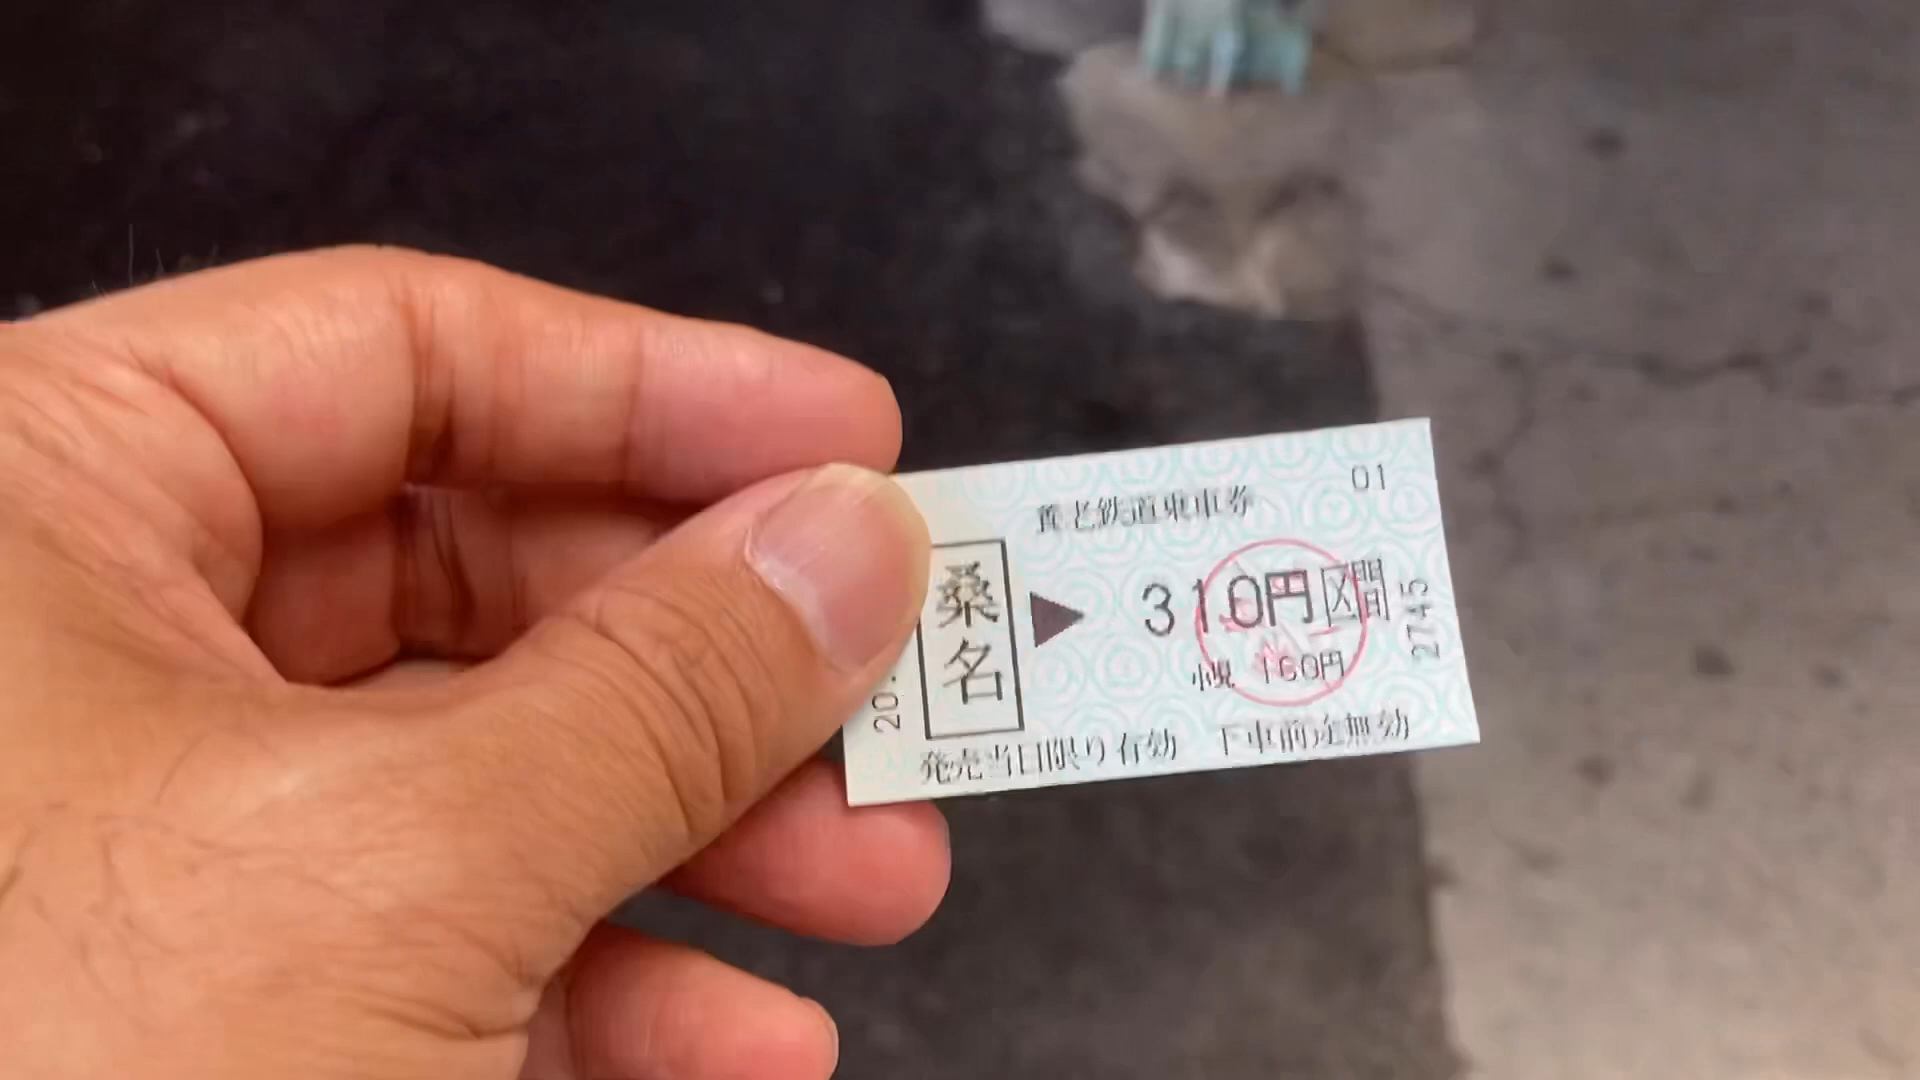 01
養老鉄道乗車券
桑名
▶
310円区間
小児 160円
2745
20.
発売当日限り有効 下車前途無効